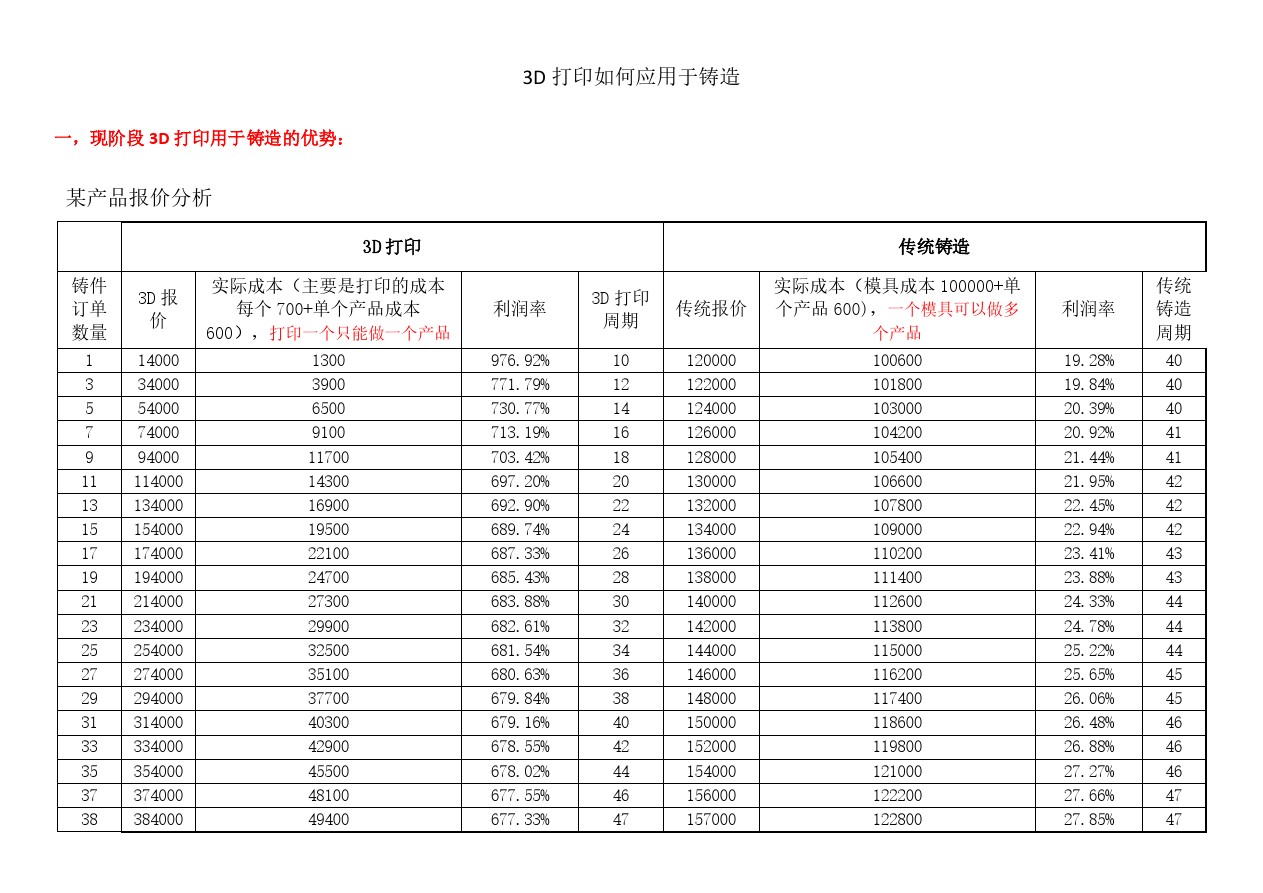 3D 打印如何应用于铸造
一，现阶段 3D 打印用于铸造的优势：
某产品报价分析
3D 打印 传统铸造
铸件订单数量 3D 报价 实际成本（主要是打印的成本每个 700+单个产品成本600），打印一个只能做一个产品 利润率 3D 打印周期 传统报价 实际成本（模具成本 100000+单个产品 600)，一个模具可以做多个产品 利润率 传统铸造周期
1 14000 1300 976.92% 10 120000 100600 19.28% 40
3 34000 3900 771.79% 12 122000 101800 19.84% 40
5 54000 6500 730.77% 14 124000 103000 20.39% 40
7 74000 9100 713.19% 16 126000 104200 20.92% 41
9 94000 11700 703.42% 18 128000 105400 21.44% 41
11 114000 14300 697.20% 20 130000 106600 21.95% 42
13 134000 16900 692.90% 22 132000 107800 22.45% 42
15 154000 19500 689.74% 24 134000 109000 22.94% 42
17 174000 22100 687.33% 26 136000 110200 23.41% 43
19 194000 24700 685.43% 28 138000 111400 23.88% 43
21 214000 27300 683.88% 30 140000 112600 24.33% 44
23 234000 29900 682.61% 32 142000 113800 24.78% 44
25 254000 32500 681.54% 34 144000 115000 25.22% 44
27 274000 35100 680.63% 36 146000 116200 25.65% 45
29 294000 37700 679.84% 38 148000 117400 26.06% 45
31 314000 40300 679.16% 40 150000 118600 26.48% 46
33 334000 42900 678.55% 42 152000 119800 26.88% 46
35 354000 45500 678.02% 44 154000 121000 27.27% 46
37 374000 48100 677.55% 46 156000 122200 27.66% 47
38 384000 49400 677.33% 47 157000 122800 27.85% 47